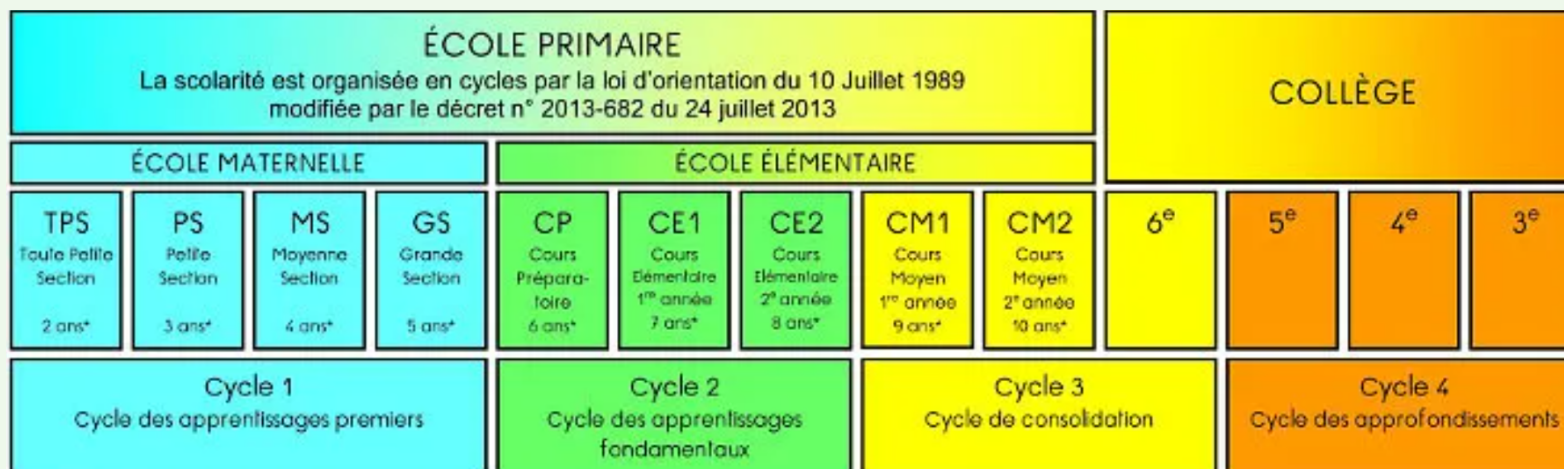 ÉCOLE PRIMAIRE
La scolarité est organisée en cycles par la loi d'orientation du 10 Juillet 1989
modifiée par le décret n° 2013-682 du 24 juillet 2013
COLLÈGE
ÉCOLE MATERNELLE
ÉCOLE ÉLÉMENTAIRE
TPS
Toute Petite
Section
2 ans*
PS
Petite
Section
3 ans*
MS
Moyenne
Section
4 ans*
GS
Grande
Section
5 ans*
CP
Cours
Prépara-
toire
6 ans*
CE1
Cours
Elémentaire
1re année
7 ans*
CE2
Cours
Elémentaire
2e année
8 ans*
CM1
Cours
Moyen
1re année
9 ans*
CM2
Cours
Moyen
2e année
10 ans*
6e
5e
4e
3e
Cycle 1
Cycle des apprentissages premiers
Cycle 2
Cycle des apprentissages
fondamentaux
Cycle 3
Cycle de consolidation
Cycle 4
Cycle des approfondissements